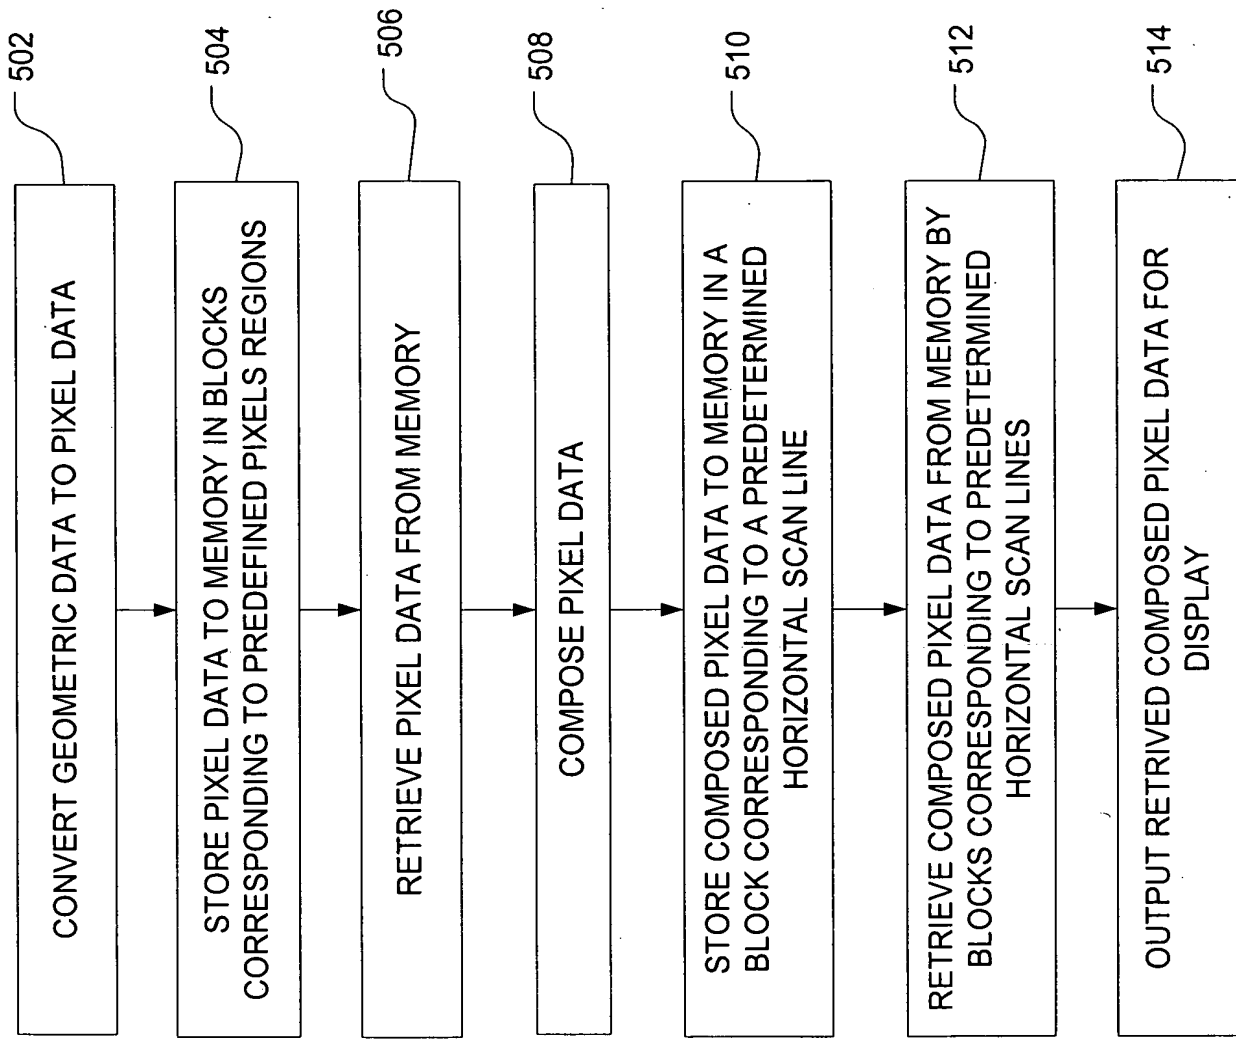 502
CONVERT GEOMETRIC DATA TO PIXEL DATA
504
STORE PIXEL DATA TO MEMORY IN BLOCKS
CORRESPONDING TO PREDEFINED PIXELS REGIONS
506
RETRIEVE PIXEL DATA FROM MEMORY
508
COMPOSE PIXEL DATA
510
STORE COMPOSED PIXEL DATA TO MEMORY IN A
BLOCK CORRESPONDING TO A PREDETERMINED
HORIZONTAL SCAN LINE
512
RETRIEVE COMPOSED PIXEL DATA FROM MEMORY BY
BLOCKS CORRESPONDING TO PREDETERMINED
HORIZONTAL SCAN LINES
514
OUTPUT RETRIVED COMPOSED PIXEL DATA FOR
DISPLAY